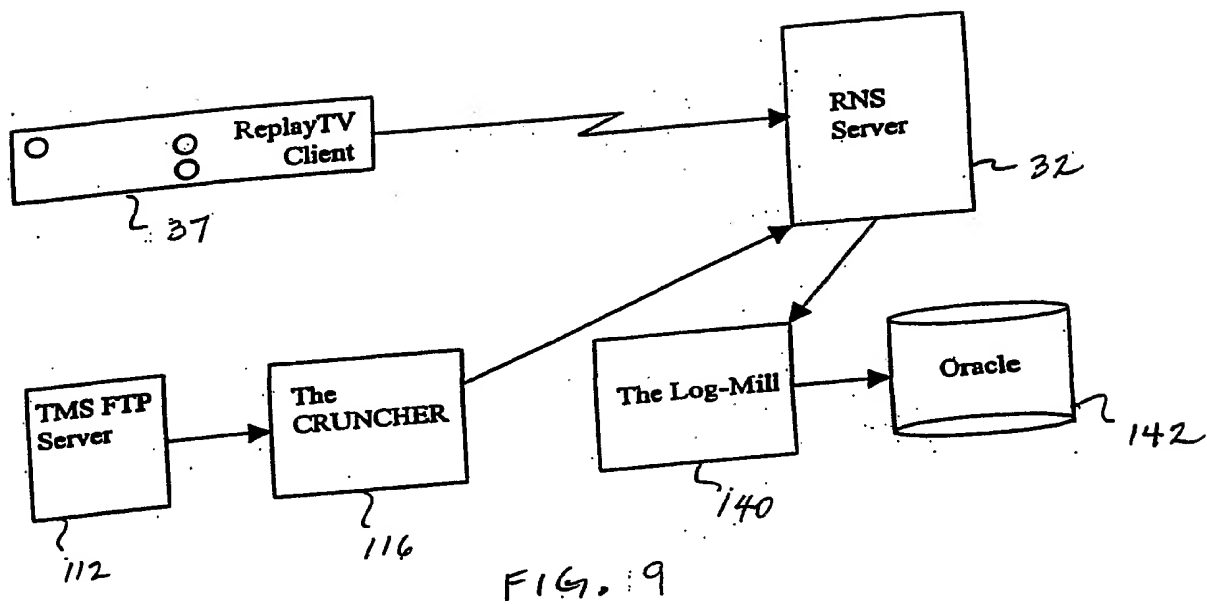 ReplayTV
Client
37
RNS
Server
32
TMS FTP
Server
112
The
CRUNCHER
116
The Log-Mill
140
Oracle
142
FIG. 9